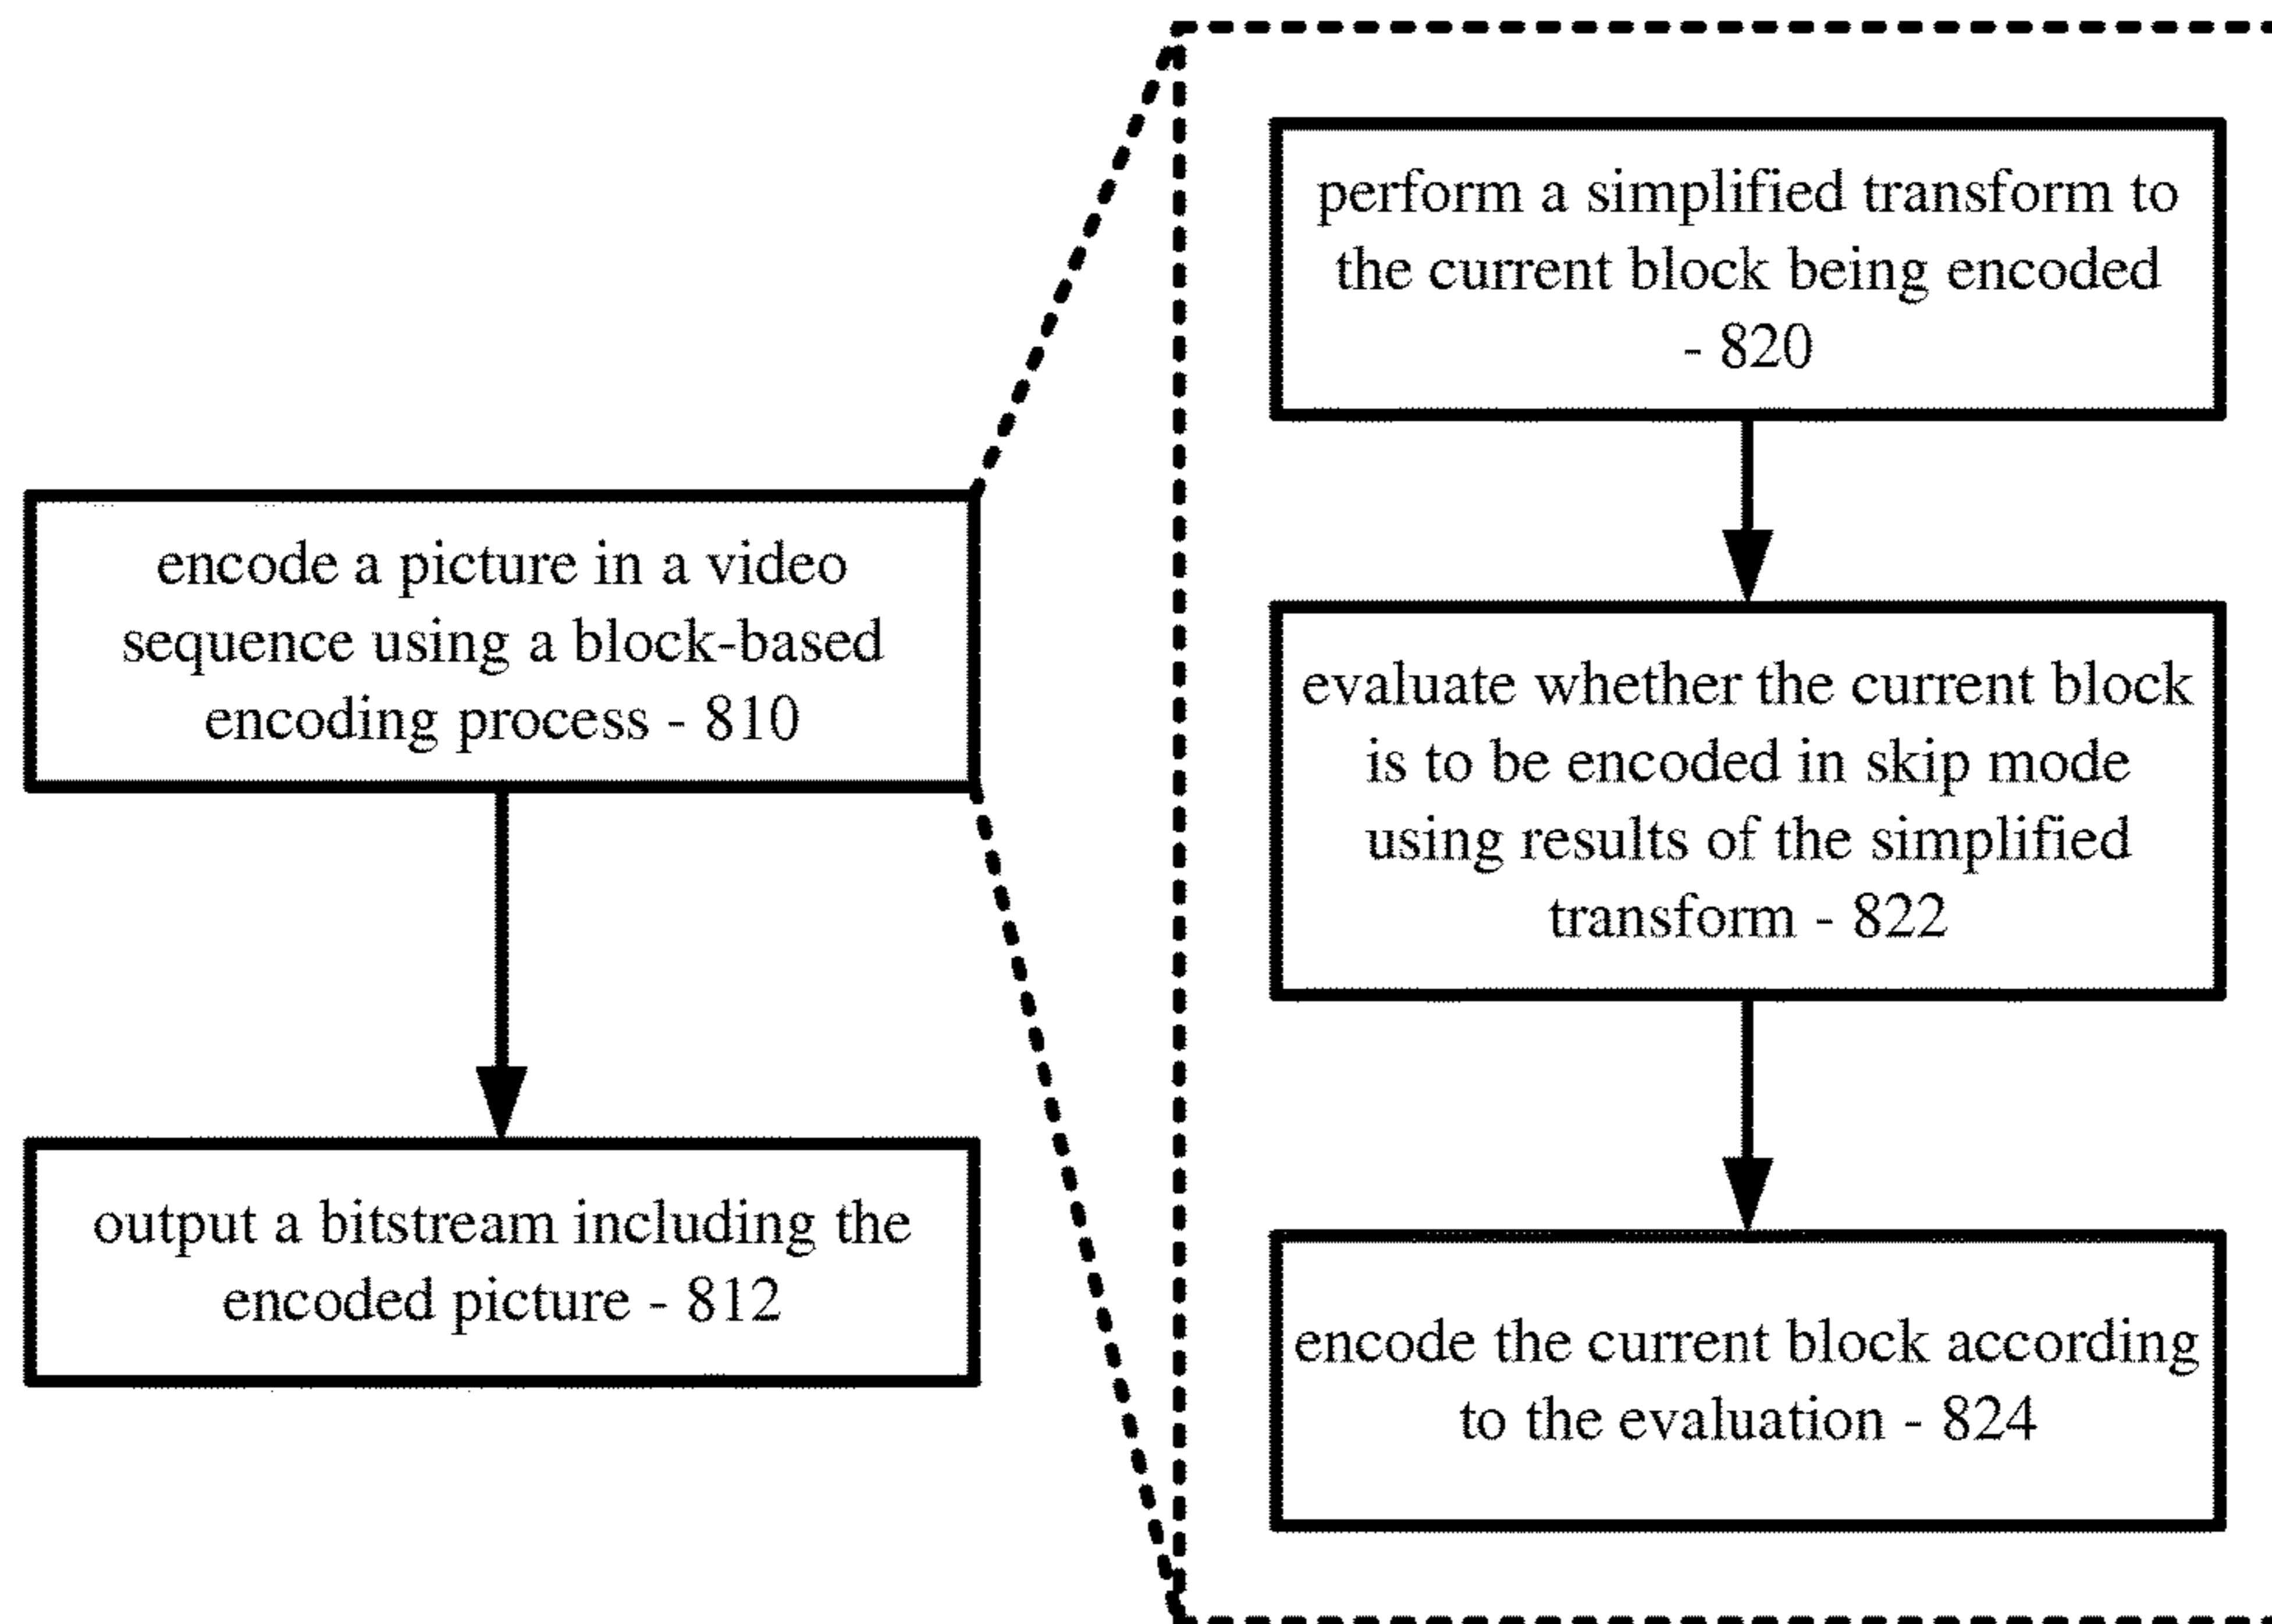 encode a picture in a video
sequence using a block-based
encoding process - 810
output a bitstream including the
encoded picture - 812
perform a simplified transform to
the current block being encoded
- 820
evaluate whether the current block
is to be encoded in skip mode
using results of the simplified
transform - 822
encode the current block according
to the evaluation - 824